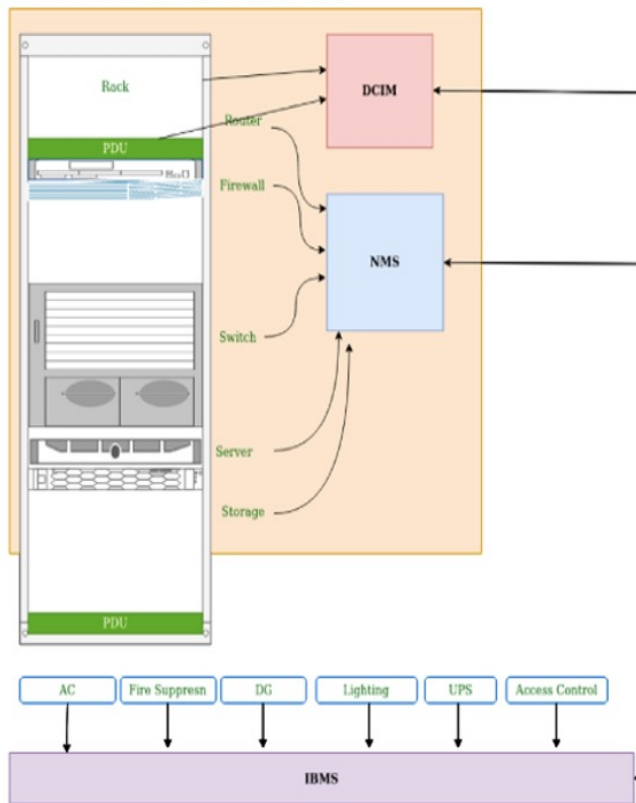 Rack
DCIM
Router
PDU
Firewall
NMS
Switch
Server
Storage
PDU
AC
Fire Suppresn
DG
Lighting
UPS
Access Control
IBMS